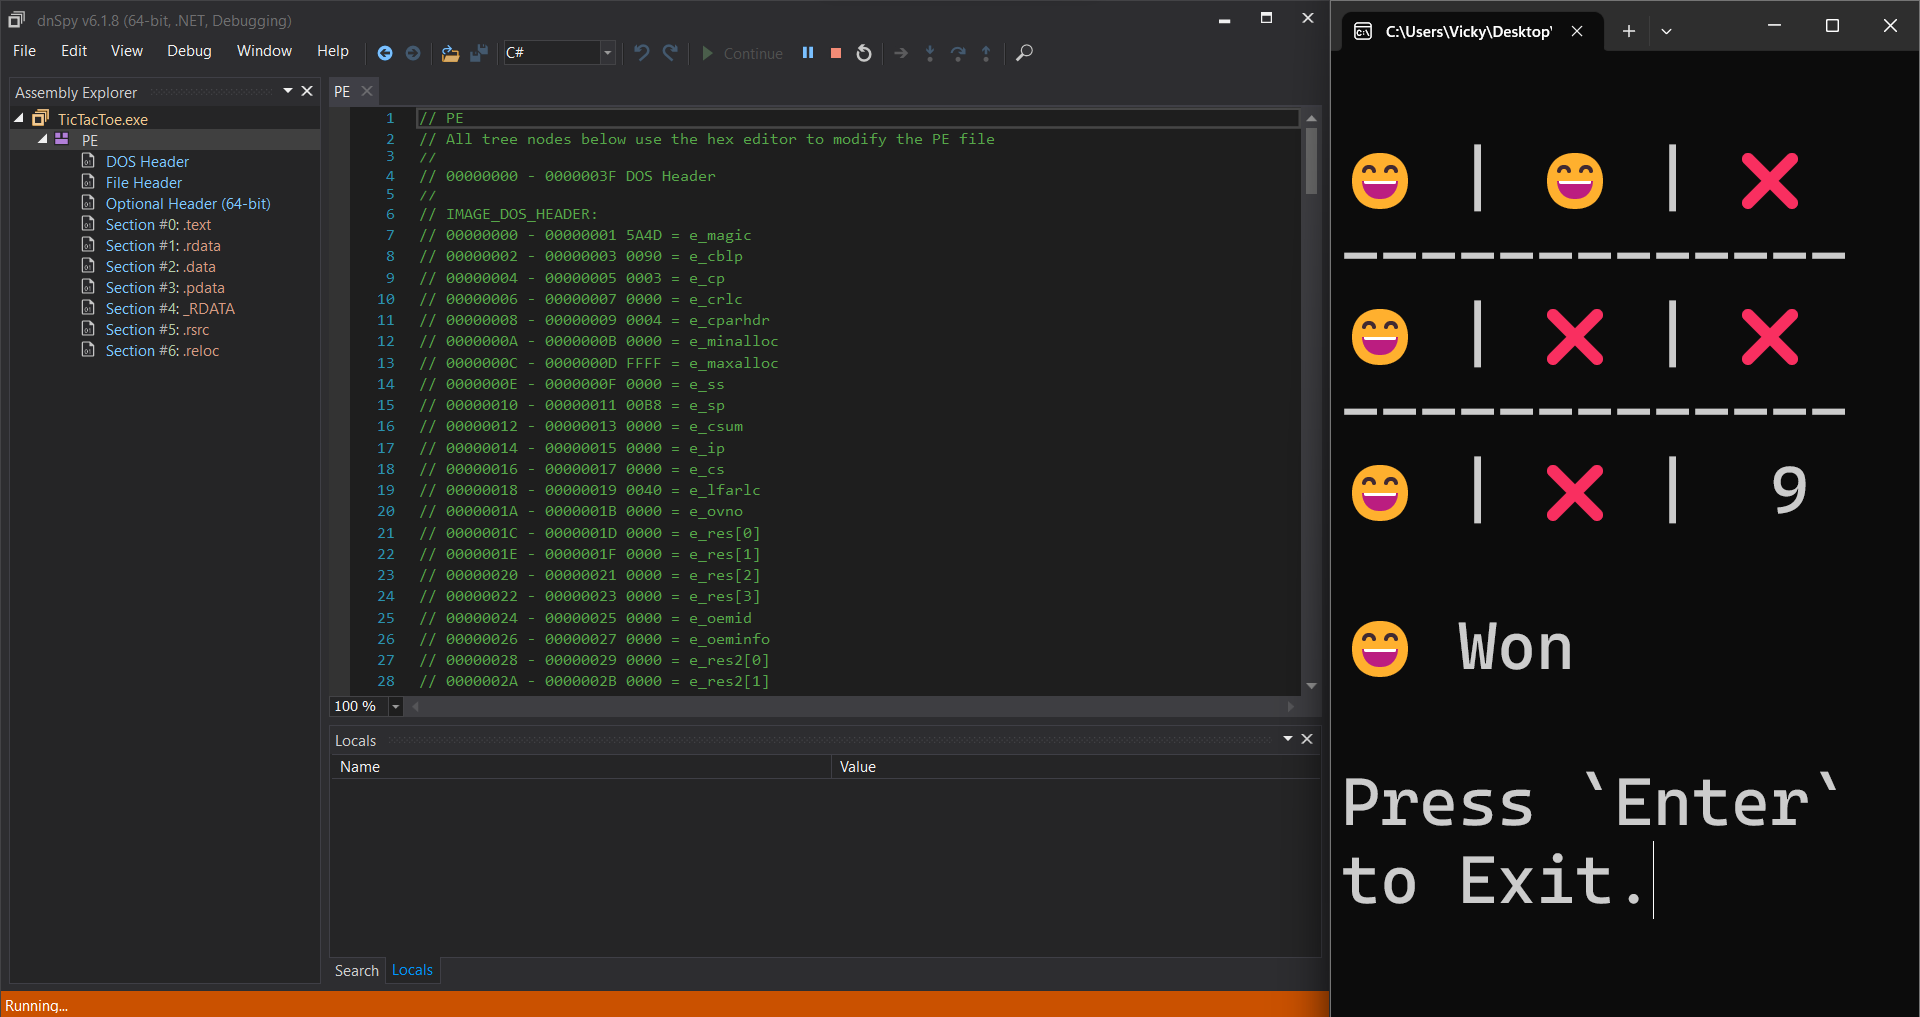 dnSpy v6.1.8 (64-bit, .NET, Debugging)
File Edit View Debug Window Help C# Continue
Assembly Explorer
TicTacToe.exe
PE
DOS Header
File Header
Optional Header (64-bit)
Section #0: .text
Section #1: .rdata
Section #2: .data
Section #3: .pdata
Section #4: _RDATA
Section #5: .rsrc
Section #6: .reloc
PE
1 // PE
2 // All tree nodes below use the hex editor to modify the PE file
3 //
4 // 00000000 - 0000003F DOS Header
5 //
6 // IMAGE_DOS_HEADER:
7 // 00000000 - 00000001 5A4D = e_magic
8 // 00000002 - 00000003 0090 = e_cblp
9 // 00000004 - 00000005 0003 = e_cp
10 // 00000006 - 00000007 0000 = e_crlc
11 // 00000008 - 00000009 0004 = e_cparhdr
12 // 0000000A - 0000000B 0000 = e_minalloc
13 // 0000000C - 0000000D FFFF = e_maxalloc
14 // 0000000E - 0000000F 0000 = e_ss
15 // 00000010 - 00000011 00B8 = e_sp
16 // 00000012 - 00000013 0000 = e_csum
17 // 00000014 - 00000015 0000 = e_ip
18 // 00000016 - 00000017 0000 = e_cs
19 // 00000018 - 00000019 0040 = e_lfarlc
20 // 0000001A - 0000001B 0000 = e_ovno
21 // 0000001C - 0000001D 0000 = e_res[0]
22 // 0000001E - 0000001F 0000 = e_res[1]
23 // 00000020 - 00000021 0000 = e_res[2]
24 // 00000022 - 00000023 0000 = e_res[3]
25 // 00000024 - 00000025 0000 = e_oemid
26 // 00000026 - 00000027 0000 = e_oeminfo
27 // 00000028 - 00000029 0000 = e_res2[0]
28 // 0000002A - 0000002B 0000 = e_res2[1]
100 %
Locals
Name Value
Search Locals
Running...
C:\Users\Vicky\Desktop\
😄 | 😄 | ❌
-------------
😄 | ❌ | ❌
-------------
😄 | ❌ | 9
😄 Won
Press `Enter`
to Exit.